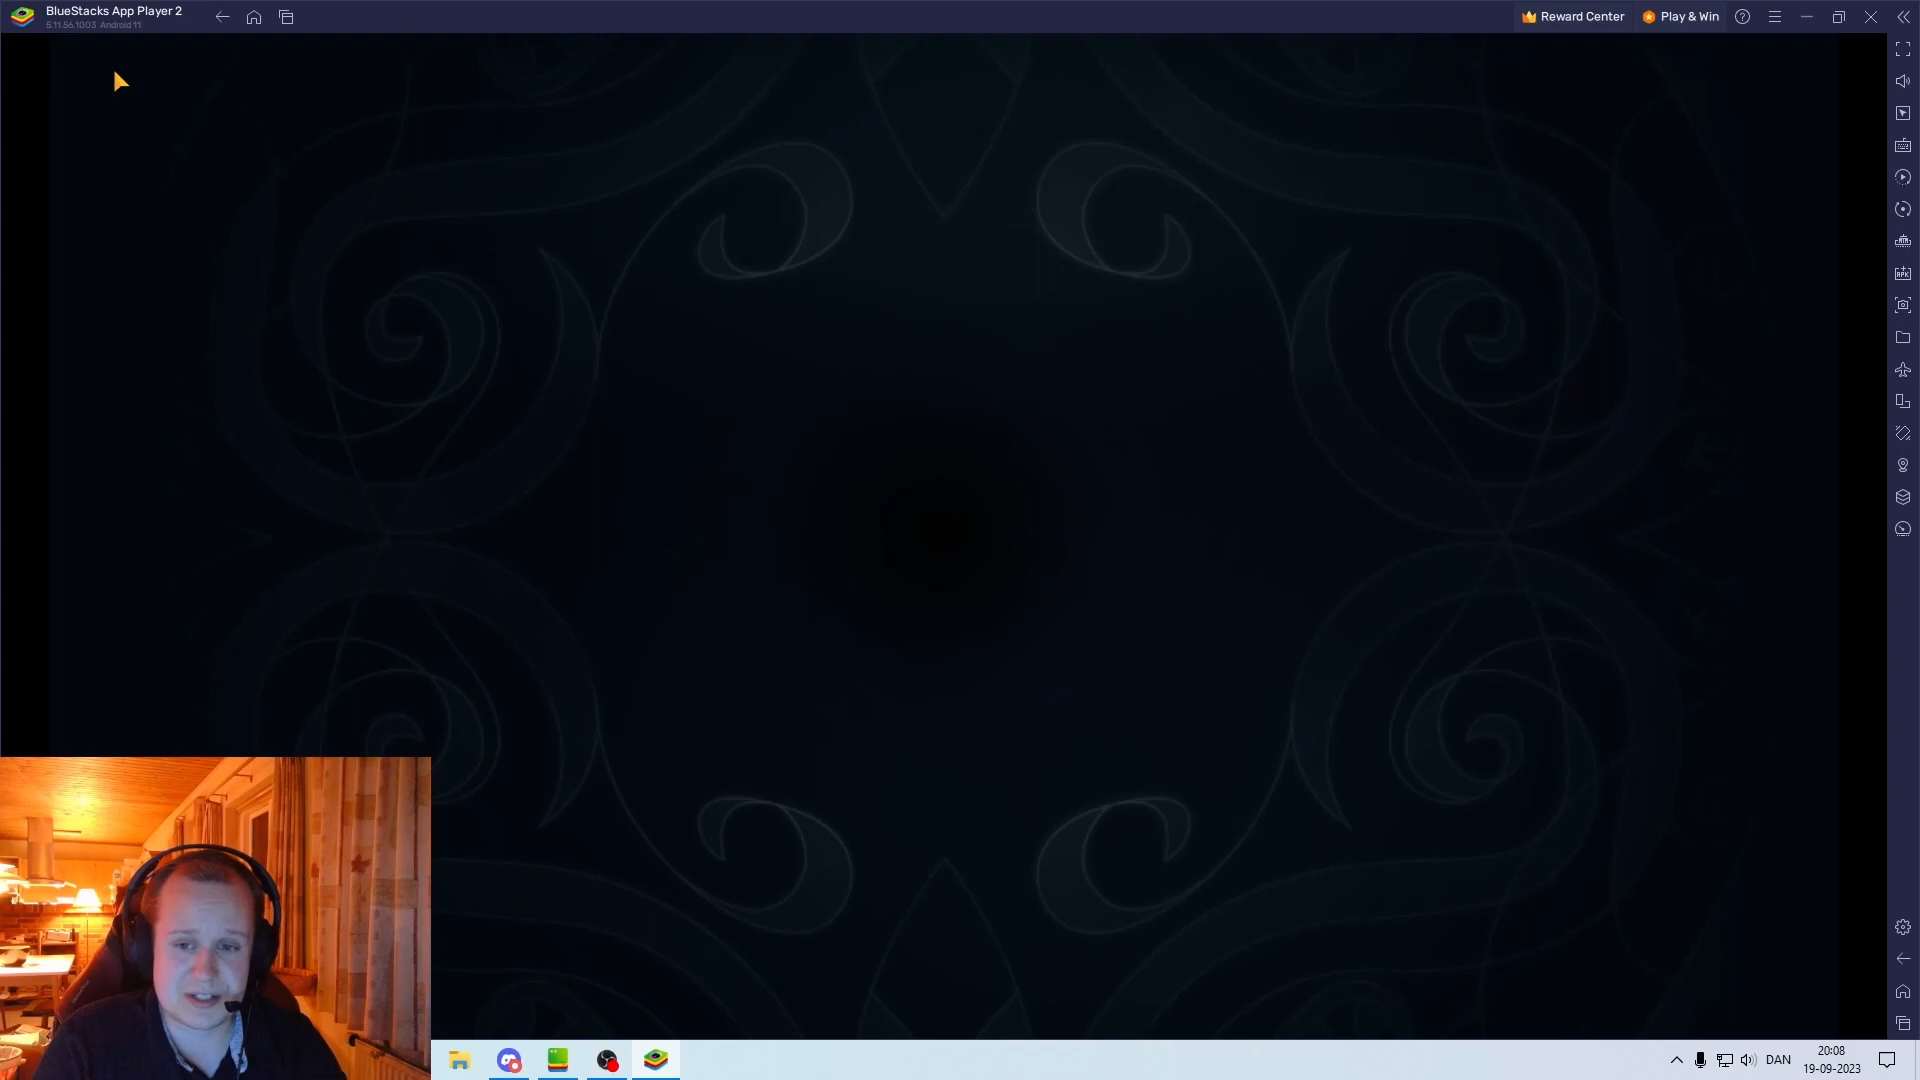 BlueStacks App Player 2
5.11.56.1003 Android 11
Reward Center
Play & Win
DAN
20:08
19-09-2023